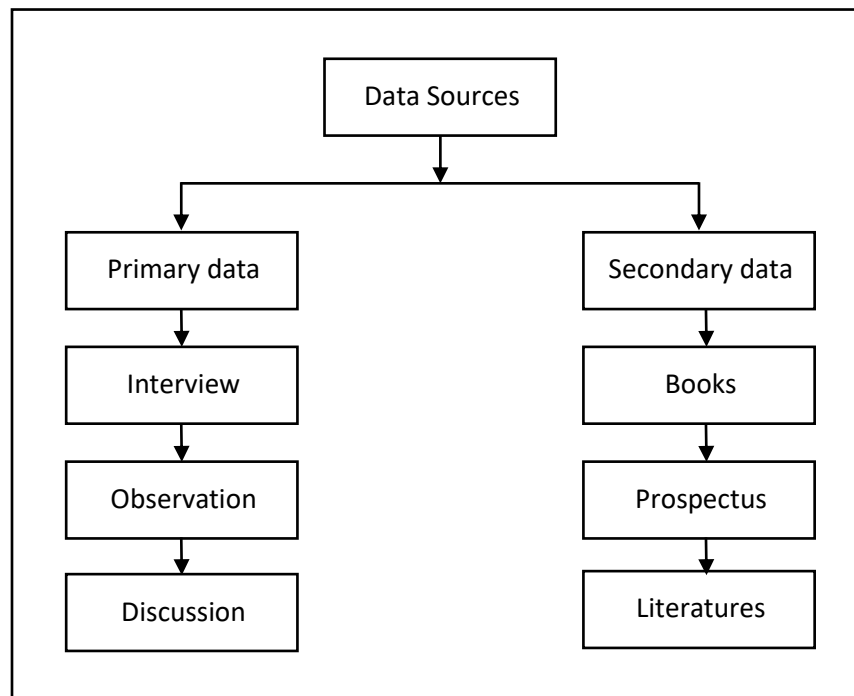 Data Sources
Primary data
Secondary data
Interview
Books
Observation
Prospectus
Discussion
Literatures